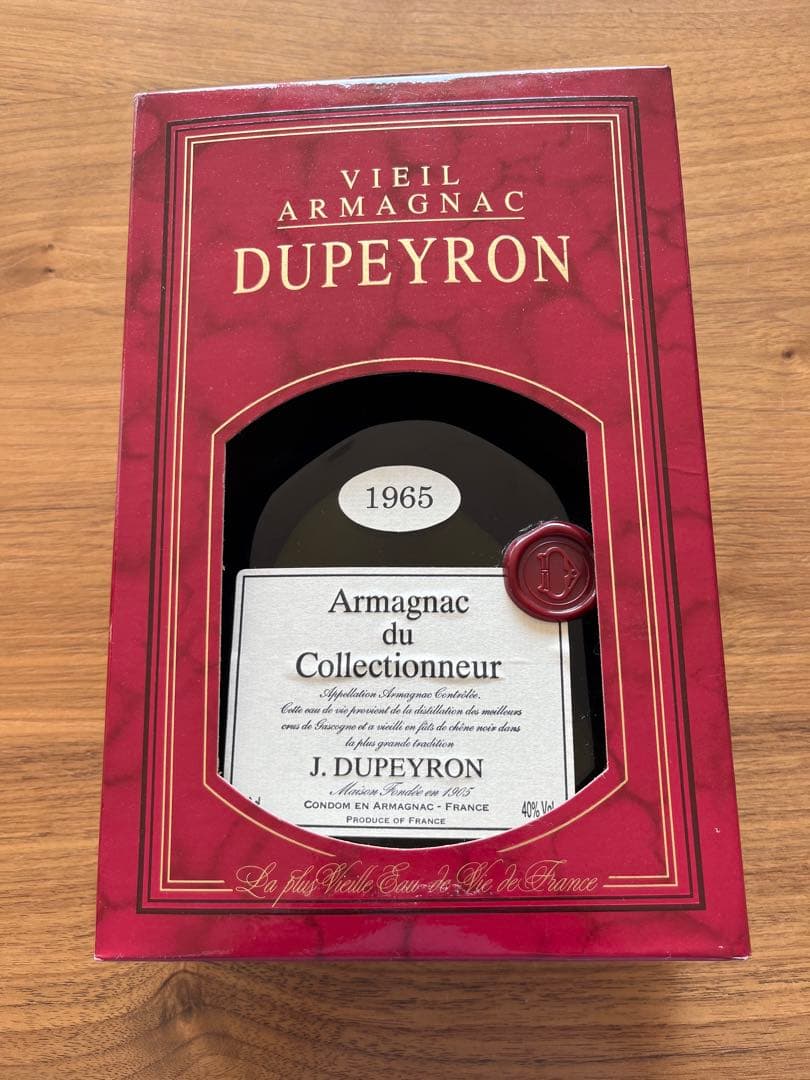 VIEIL
ARMAGNAC
DUPEYRON
1965
D
Armagnac
du
Collectionneur
Appellation Armagnac Contrôlée.
Cette eau de vie provient de la distillation des meilleurs
crus de Gascogne et a vieilli en fûts de chêne noir dans
la plus grande tradition
J. DUPEYRON
Maison Fondée en 1905
CONDOM EN ARMAGNAC - FRANCE
40% Vol
PRODUCE OF FRANCE
La plus Vieille Eau-de-Vie de France